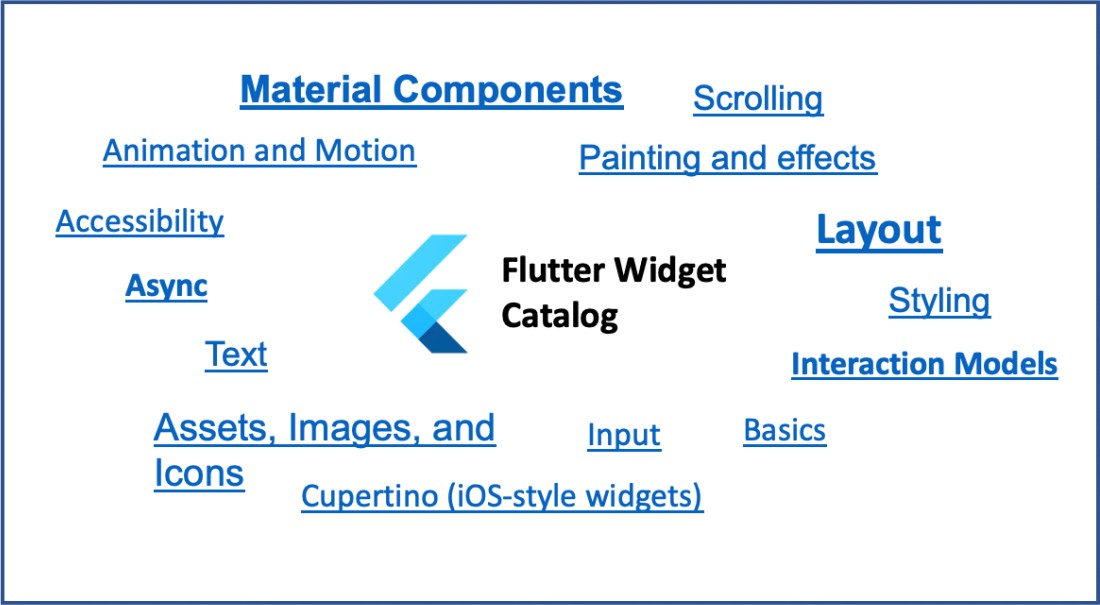 Material Components
Scrolling
Animation and Motion
Painting and effects
Accessibility
Layout
Async
Flutter Widget
Catalog
Styling
Text
Interaction Models
Assets, Images, and
Icons
Input
Basics
Cupertino (iOS-style widgets)